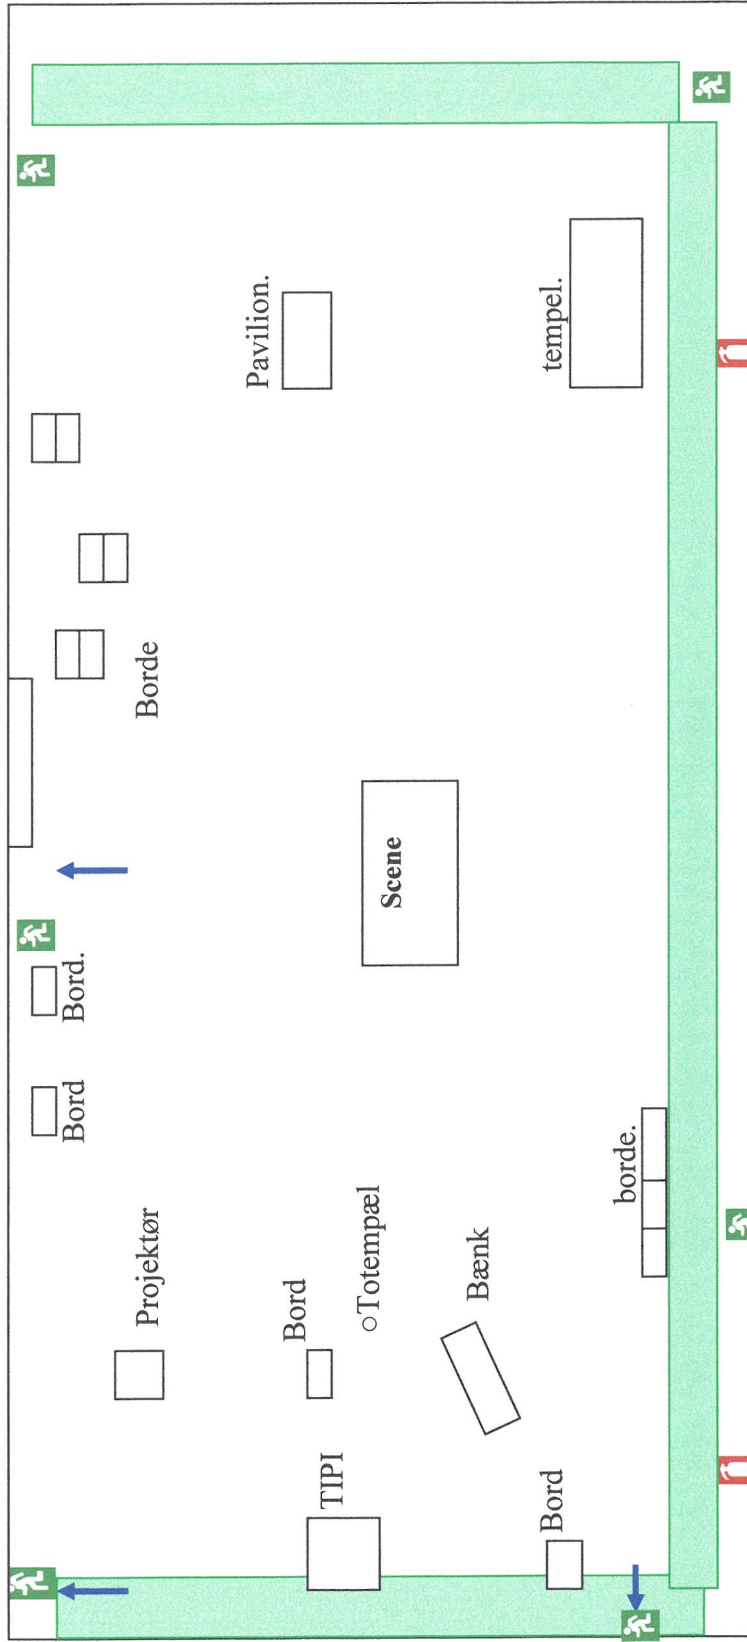 Bord
Bord.
Borde
Projektør
Pavilion.
TIPI
Bord
Totempæl
Scene
Bænk
Bord
borde.
tempel.